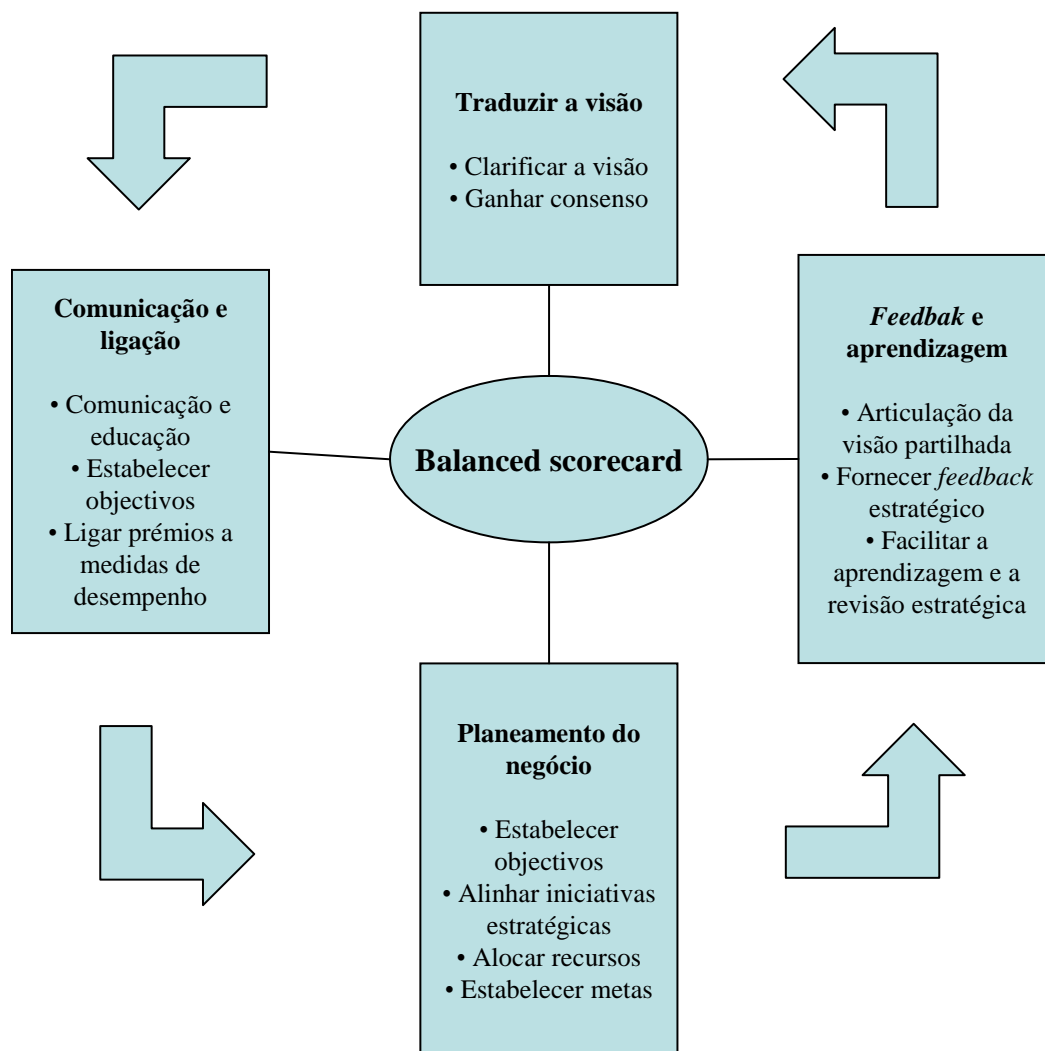 Traduzir a visão
• Clarificar a visão
• Ganhar consenso
Comunicação e
ligação
• Comunicação e
educação
• Estabelecer
objectivos
• Ligar prémios a
medidas de
desempenho
Balanced scorecard
Feedbak e
aprendizagem
• Articulação da
visão partilhada
• Fornecer feedback
estratégico
• Facilitar a
aprendizagem e a
revisão estratégica
Planeamento do
negócio
• Estabelecer
objectivos
• Alinhar iniciativas
estratégicas
• Alocar recursos
• Estabelecer metas